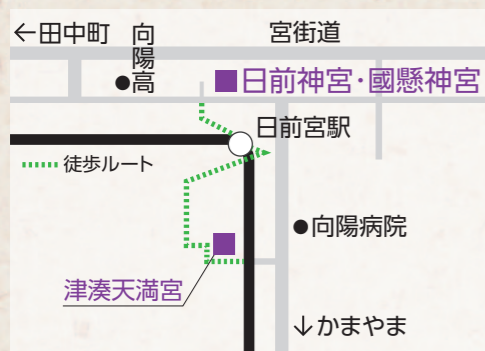 ←田中町
向陽高
宮街道
日前神宮・國懸神宮
日前宮駅
徒歩ルート
向陽病院
津湊天満宮
↓かまやま